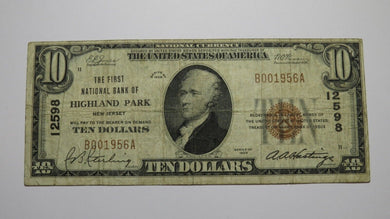 NATIONAL CURRENCY
THE UNITED STATES OF AMERICA
10
10
THE FIRST
NATIONAL BANK OF
HIGHLAND PARK
NEW JERSEY
WILL PAY TO THE BEARER ON DEMAND
TEN DOLLARS
B001956A
12598
12598
B001956A
TEN DOLLARS
10
10